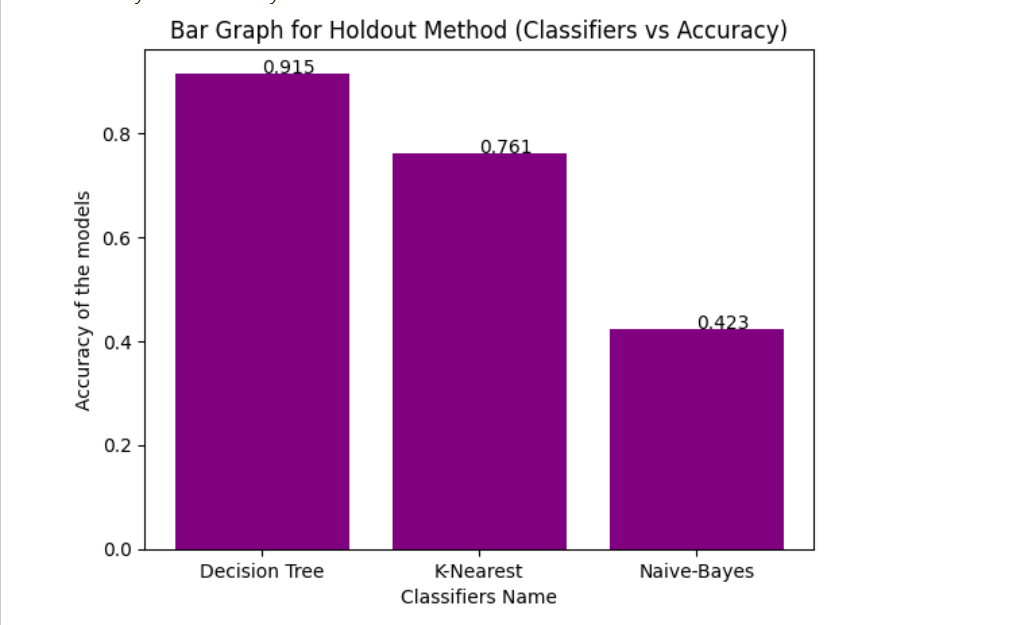 Bar Graph for Holdout Method (Classifiers vs Accuracy)
0.915
0.761
0.423
0.8
0.6
0.4
0.2
0.0
Accuracy of the models
Decision Tree
K-Nearest
Naive-Bayes
Classifiers Name